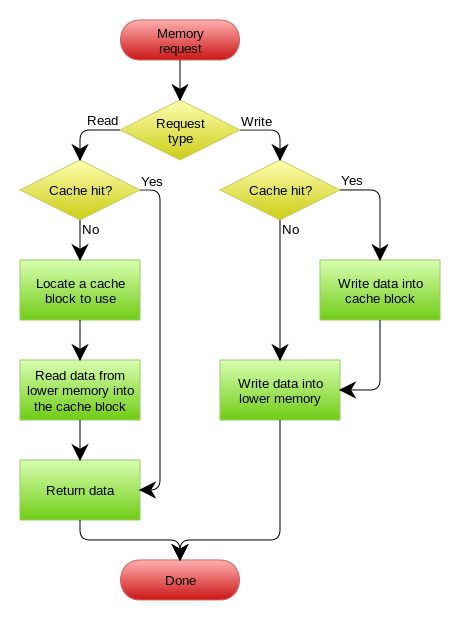 Memory
request
Request
type
Read
Write
Cache hit?
Yes
No
Cache hit?
Yes
No
Locate a cache
block to use
Write data into
cache block
Read data from
lower memory into
the cache block
Write data into
lower memory
Return data
Done